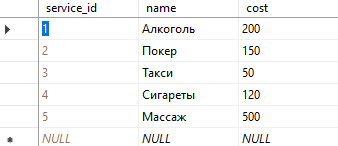 service_id name cost
1 Алкоголь 200
2 Покер 150
3 Такси 50
4 Сигареты 120
5 Массаж 500
NULL NULL NULL